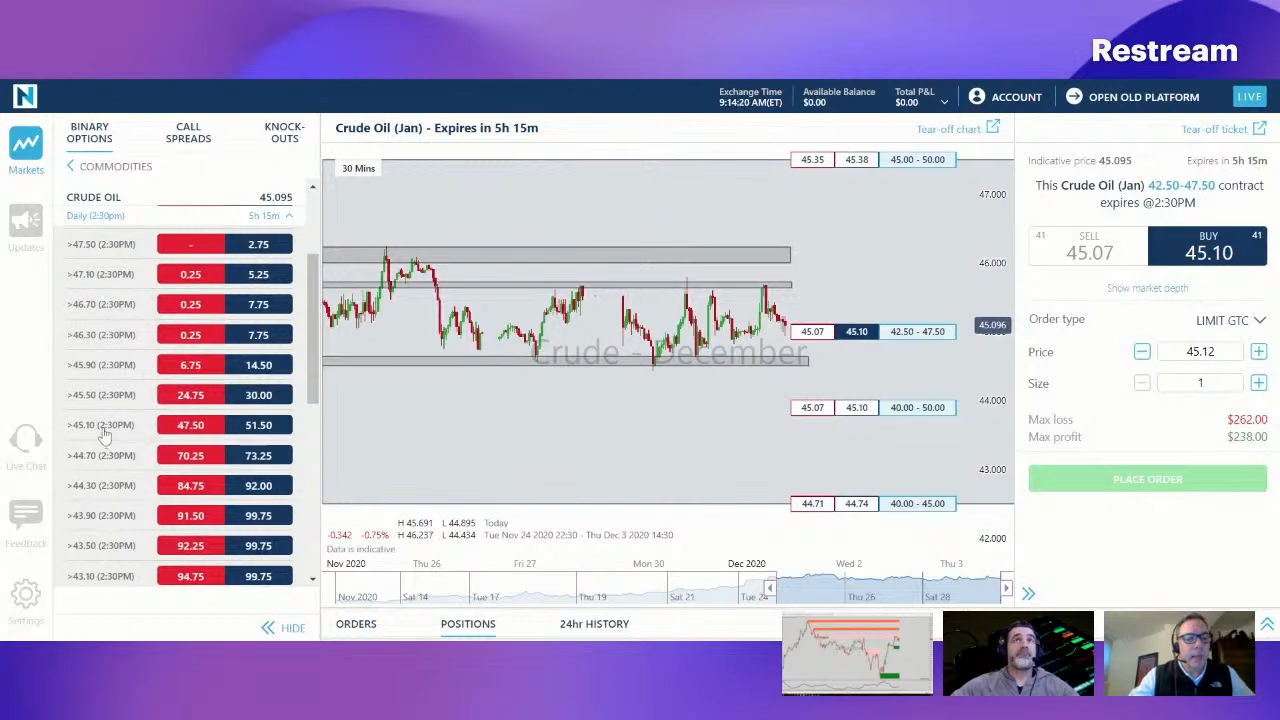 Restream
Exchange Time
9:14:20 AM(ET)
Available Balance
$0.00
Total P&L
$0.00
ACCOUNT
OPEN OLD PLATFORM
LIVE
Markets
Updates
Live Chat
Feedback
Settings
BINARY OPTIONS
CALL SPREADS
KNOCK-OUTS
COMMODITIES
CRUDE OIL 45.095
Daily (2:30pm) 5h 15m
>47.50 (2:30PM) - 2.75
>47.10 (2:30PM) 0.25 5.25
>46.70 (2:30PM) 0.25 7.75
>46.30 (2:30PM) 0.25 7.75
>45.90 (2:30PM) 6.75 14.50
>45.50 (2:30PM) 24.75 30.00
>45.10 (2:30PM) 47.50 51.50
>44.70 (2:30PM) 70.25 73.25
>44.30 (2:30PM) 84.75 92.00
>43.90 (2:30PM) 91.50 99.75
>43.50 (2:30PM) 92.25 99.75
>43.10 (2:30PM) 94.75 99.75
HIDE
Crude Oil (Jan) - Expires in 5h 15m
Tear-off chart
30 Mins
45.35 45.38 45.00 - 50.00
47.000
46.000
45.096
45.07 45.10 42.50 - 47.50
Crude - December
44.000
45.07 45.10 40.00 - 50.00
43.000
44.71 44.74 40.00 - 45.00
42.000
H 45.691 L 44.895 Today
-0.342 -0.75% H 46.237 L 44.434 Tue Nov 24 2020 22:30 - Thu Dec 3 2020 14:30
Data is indicative
Nov 2020 Thu 26 Fri 27 Mon 30 Dec 2020 Wed 2 Thu 3
Nov 2020 Sat 14 Tue 17 Thu 19 Sat 21 Tue 24 Thu 26 Sat 28
ORDERS
POSITIONS
24hr HISTORY
Tear-off ticket
Indicative price 45.095 Expires in 5h 15m
This Crude Oil (Jan) 42.50-47.50 contract
expires @2:30PM
41 SELL 45.07
BUY 41 45.10
Show market depth
Order type LIMIT GTC
Price 45.12
Size 1
Max loss $262.00
Max profit $238.00
PLACE ORDER